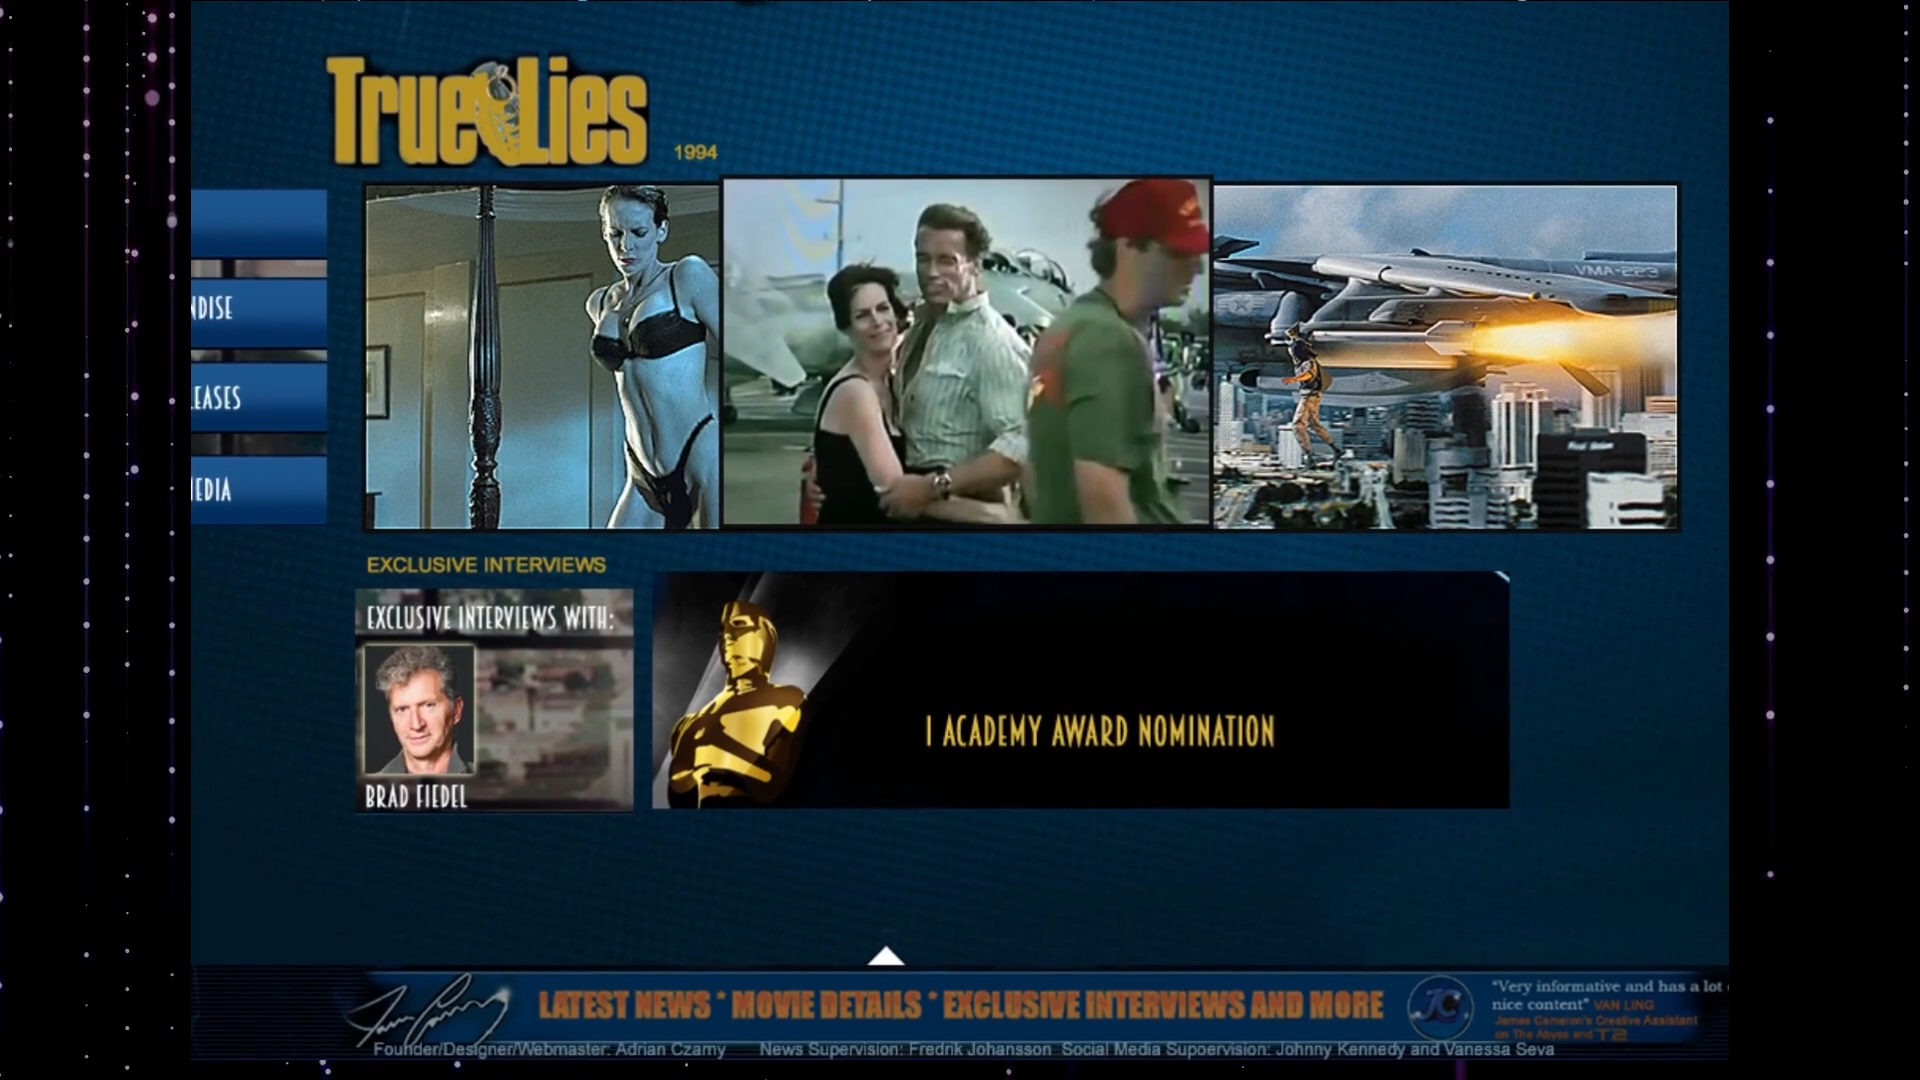 True Lies
1994
VMA-223
NDISE
LEASES
MEDIA
EXCLUSIVE INTERVIEWS
EXCLUSIVE INTERVIEWS WITH:
BRAD FIEDEL
1 ACADEMY AWARD NOMINATION
LATEST NEWS * MOVIE DETAILS * EXCLUSIVE INTERVIEWS AND MORE
JC
"Very informative and has a lot
nice content" VAN LING
James Cameron's Creative Assistant
on The Abyss and T2
Founder/Designer/Webmaster: Adrian Czarny News Supervision: Fredrik Johansson Social Media Supoervision: Johnny Kennedy and Vanessa Seva